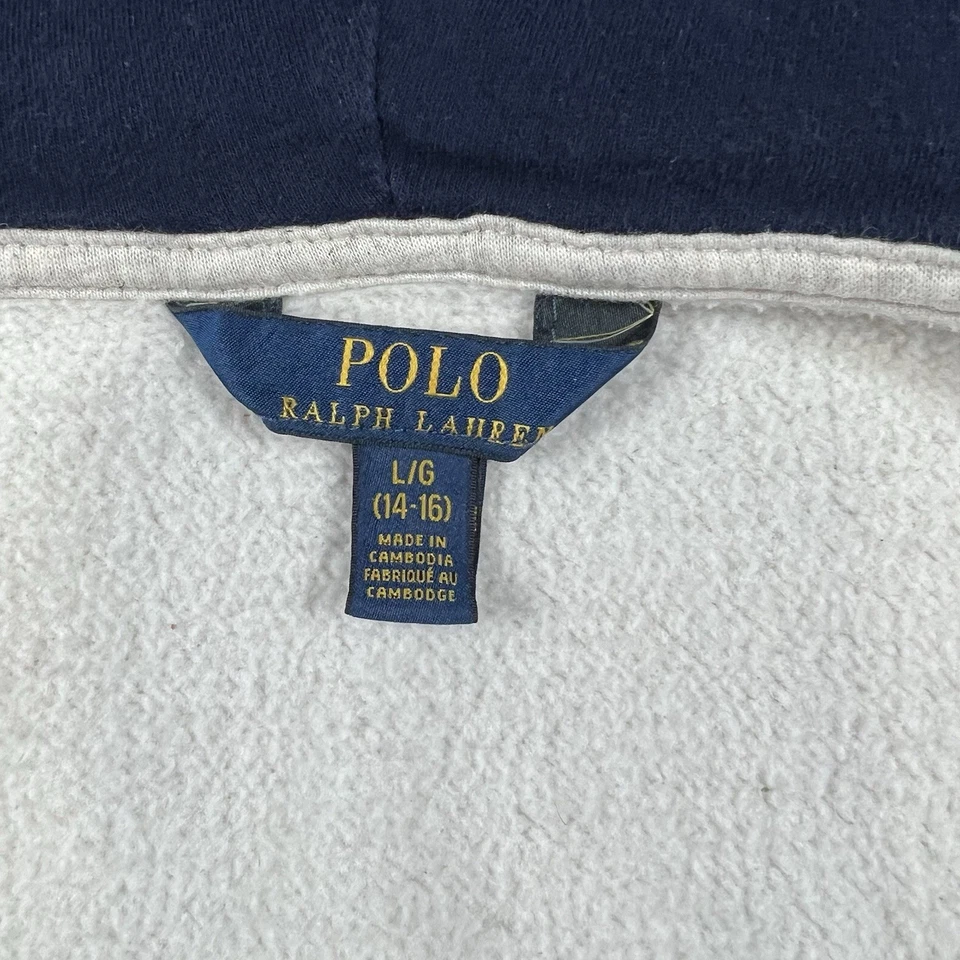 POLO
RALPH LAUREN
L/G
(14-16)
MADE IN
CAMBODIA
FABRIQUÉ AU
CAMBODGE